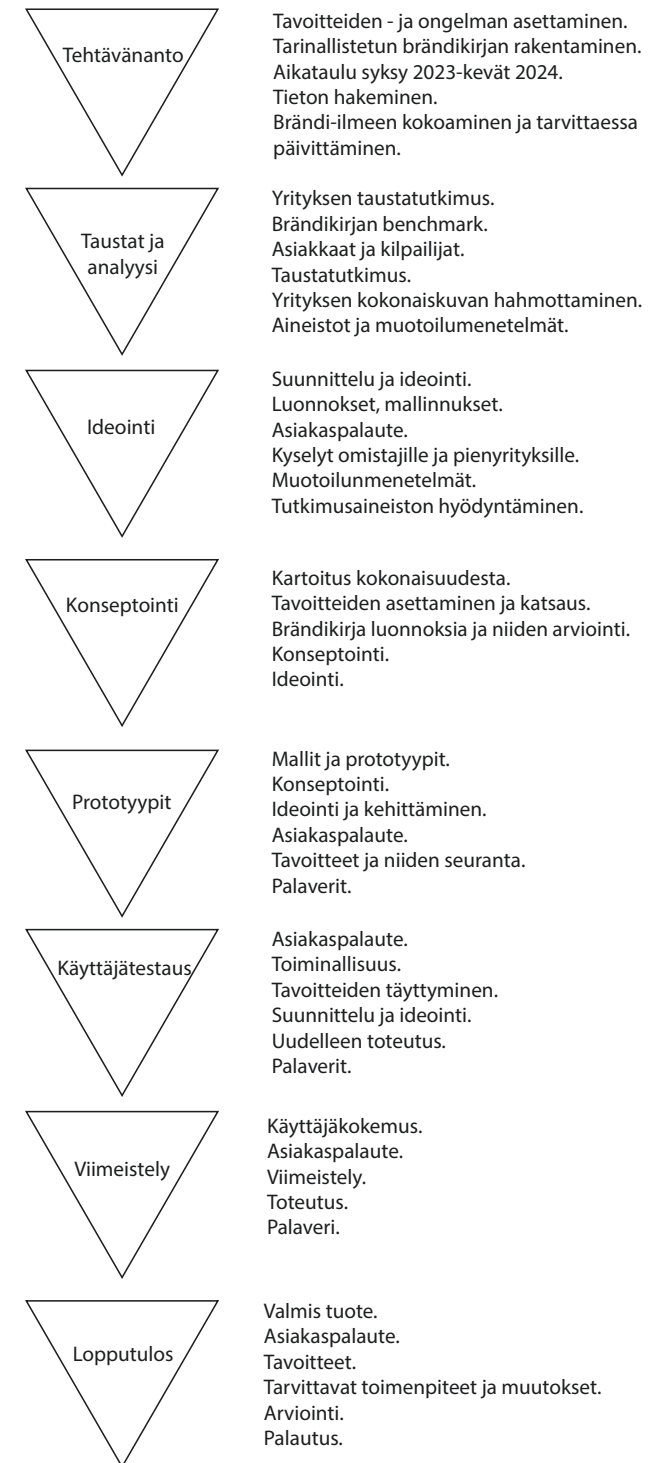 Tehtävänanto
Tavoitteiden - ja ongelman asettaminen.
Tarinallistetun brändikirjan rakentaminen.
Aikataulu syksy 2023-kevät 2024.
Tieton hakeminen.
Brändi-ilmeen kokoaminen ja tarvittaessa
päivittäminen.
Taustat ja
analyysi
Yrityksen taustatutkimus.
Brändikirjan benchmark.
Asiakkaat ja kilpailijat.
Taustatutkimus.
Yrityksen kokonaiskuvan hahmottaminen.
Aineistot ja muotoilumenetelmät.
Ideointi
Suunnittelu ja ideointi.
Luonnokset, mallinnukset.
Asiakaspalaute.
Kyselyt omistajille ja pienyrityksille.
Muotoilunmenetelmät.
Tutkimusaineiston hyödyntäminen.
Konseptointi
Kartoitus kokonaisuudesta.
Tavoitteiden asettaminen ja katsaus.
Brändikirja luonnoksia ja niiden arviointi.
Konseptointi.
Ideointi.
Prototyypit
Mallit ja prototyypit.
Konseptointi.
Ideointi ja kehittäminen.
Asiakaspalaute.
Tavoitteet ja niiden seuranta.
Palaverit.
Käyttäjätestaus
Asiakaspalaute.
Toiminallisuus.
Tavoitteiden täyttyminen.
Suunnittelu ja ideointi.
Uudelleen toteutus.
Palaverit.
Viimeistely
Käyttäjäkokemus.
Asiakaspalaute.
Viimeistely.
Toteutus.
Palaveri.
Lopputulos
Valmis tuote.
Asiakaspalaute.
Tavoitteet.
Tarvittavat toimenpiteet ja muutokset.
Arviointi.
Palautus.